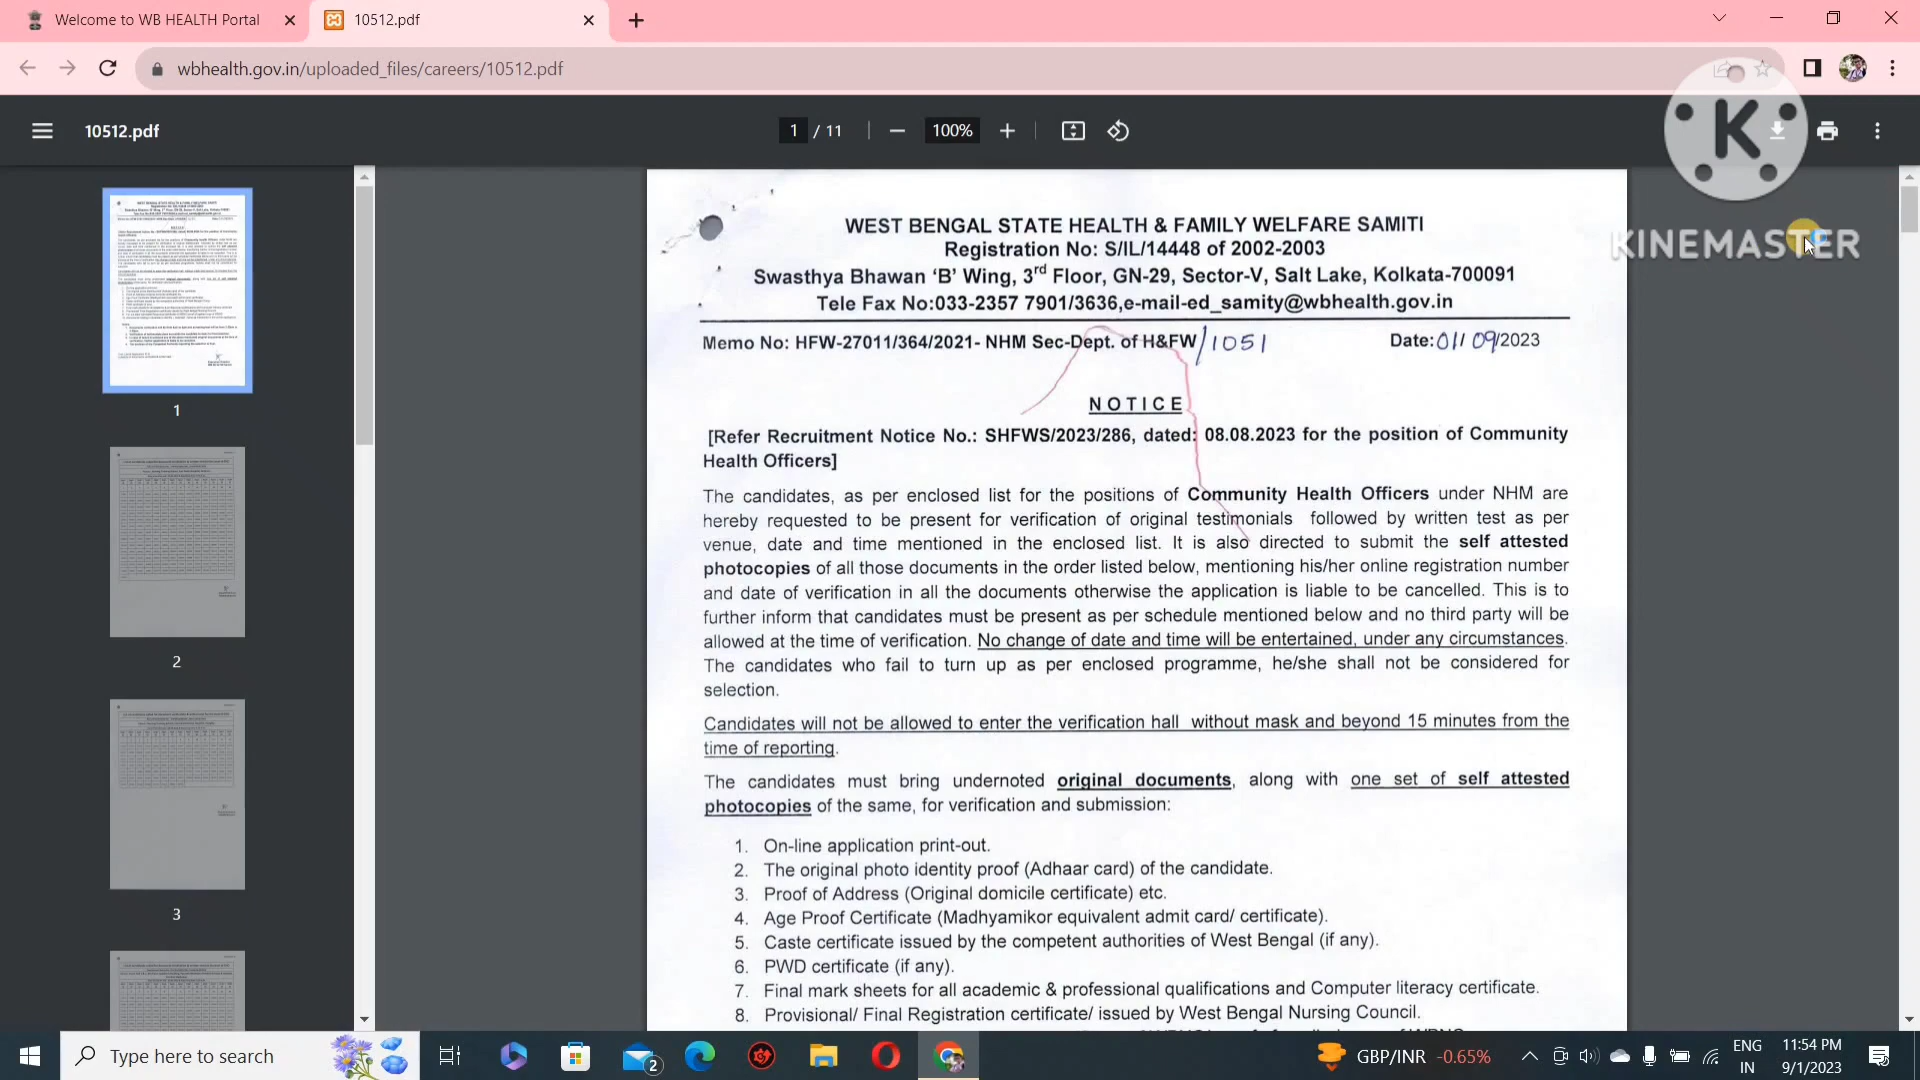 Welcome to WB HEALTH Portal
10512.pdf
wbhealth.gov.in/uploaded_files/careers/10512.pdf
10512.pdf
1 / 11
100%
K
KINEMASTER
1
2
3
WEST BENGAL STATE HEALTH & FAMILY WELFARE SAMITI
Registration No: S/IL/14448 of 2002-2003
Swasthya Bhawan ‘B’ Wing, 3rd Floor, GN-29, Sector-V, Salt Lake, Kolkata-700091
Tele Fax No:033-2357 7901/3636,e-mail-ed_samity@wbhealth.gov.in
Memo No: HFW-27011/364/2021- NHM Sec-Dept. of H&FW/1051 Date:01/09/2023
NOTICE
[Refer Recruitment Notice No.: SHFWS/2023/286, dated: 08.08.2023 for the position of Community
Health Officers]
The candidates, as per enclosed list for the positions of Community Health Officers under NHM are
hereby requested to be present for verification of original testimonials followed by written test as per
venue, date and time mentioned in the enclosed list. It is also directed to submit the self attested
photocopies of all those documents in the order listed below, mentioning his/her online registration number
and date of verification in all the documents otherwise the application is liable to be cancelled. This is to
further inform that candidates must be present as per schedule mentioned below and no third party will be
allowed at the time of verification. No change of date and time will be entertained, under any circumstances.
The candidates who fail to turn up as per enclosed programme, he/she shall not be considered for
selection.
Candidates will not be allowed to enter the verification hall without mask and beyond 15 minutes from the
time of reporting.
The candidates must bring undernoted original documents, along with one set of self attested
photocopies of the same, for verification and submission:
1. On-line application print-out.
2. The original photo identity proof (Adhaar card) of the candidate.
3. Proof of Address (Original domicile certificate) etc.
4. Age Proof Certificate (Madhyamikor equivalent admit card/ certificate).
5. Caste certificate issued by the competent authorities of West Bengal (if any).
6. PWD certificate (if any).
7. Final mark sheets for all academic & professional qualifications and Computer literacy certificate.
8. Provisional/ Final Registration certificate/ issued by West Bengal Nursing Council.
Type here to search
2
GBP/INR -0.65%
ENG
IN
11:54 PM
9/1/2023